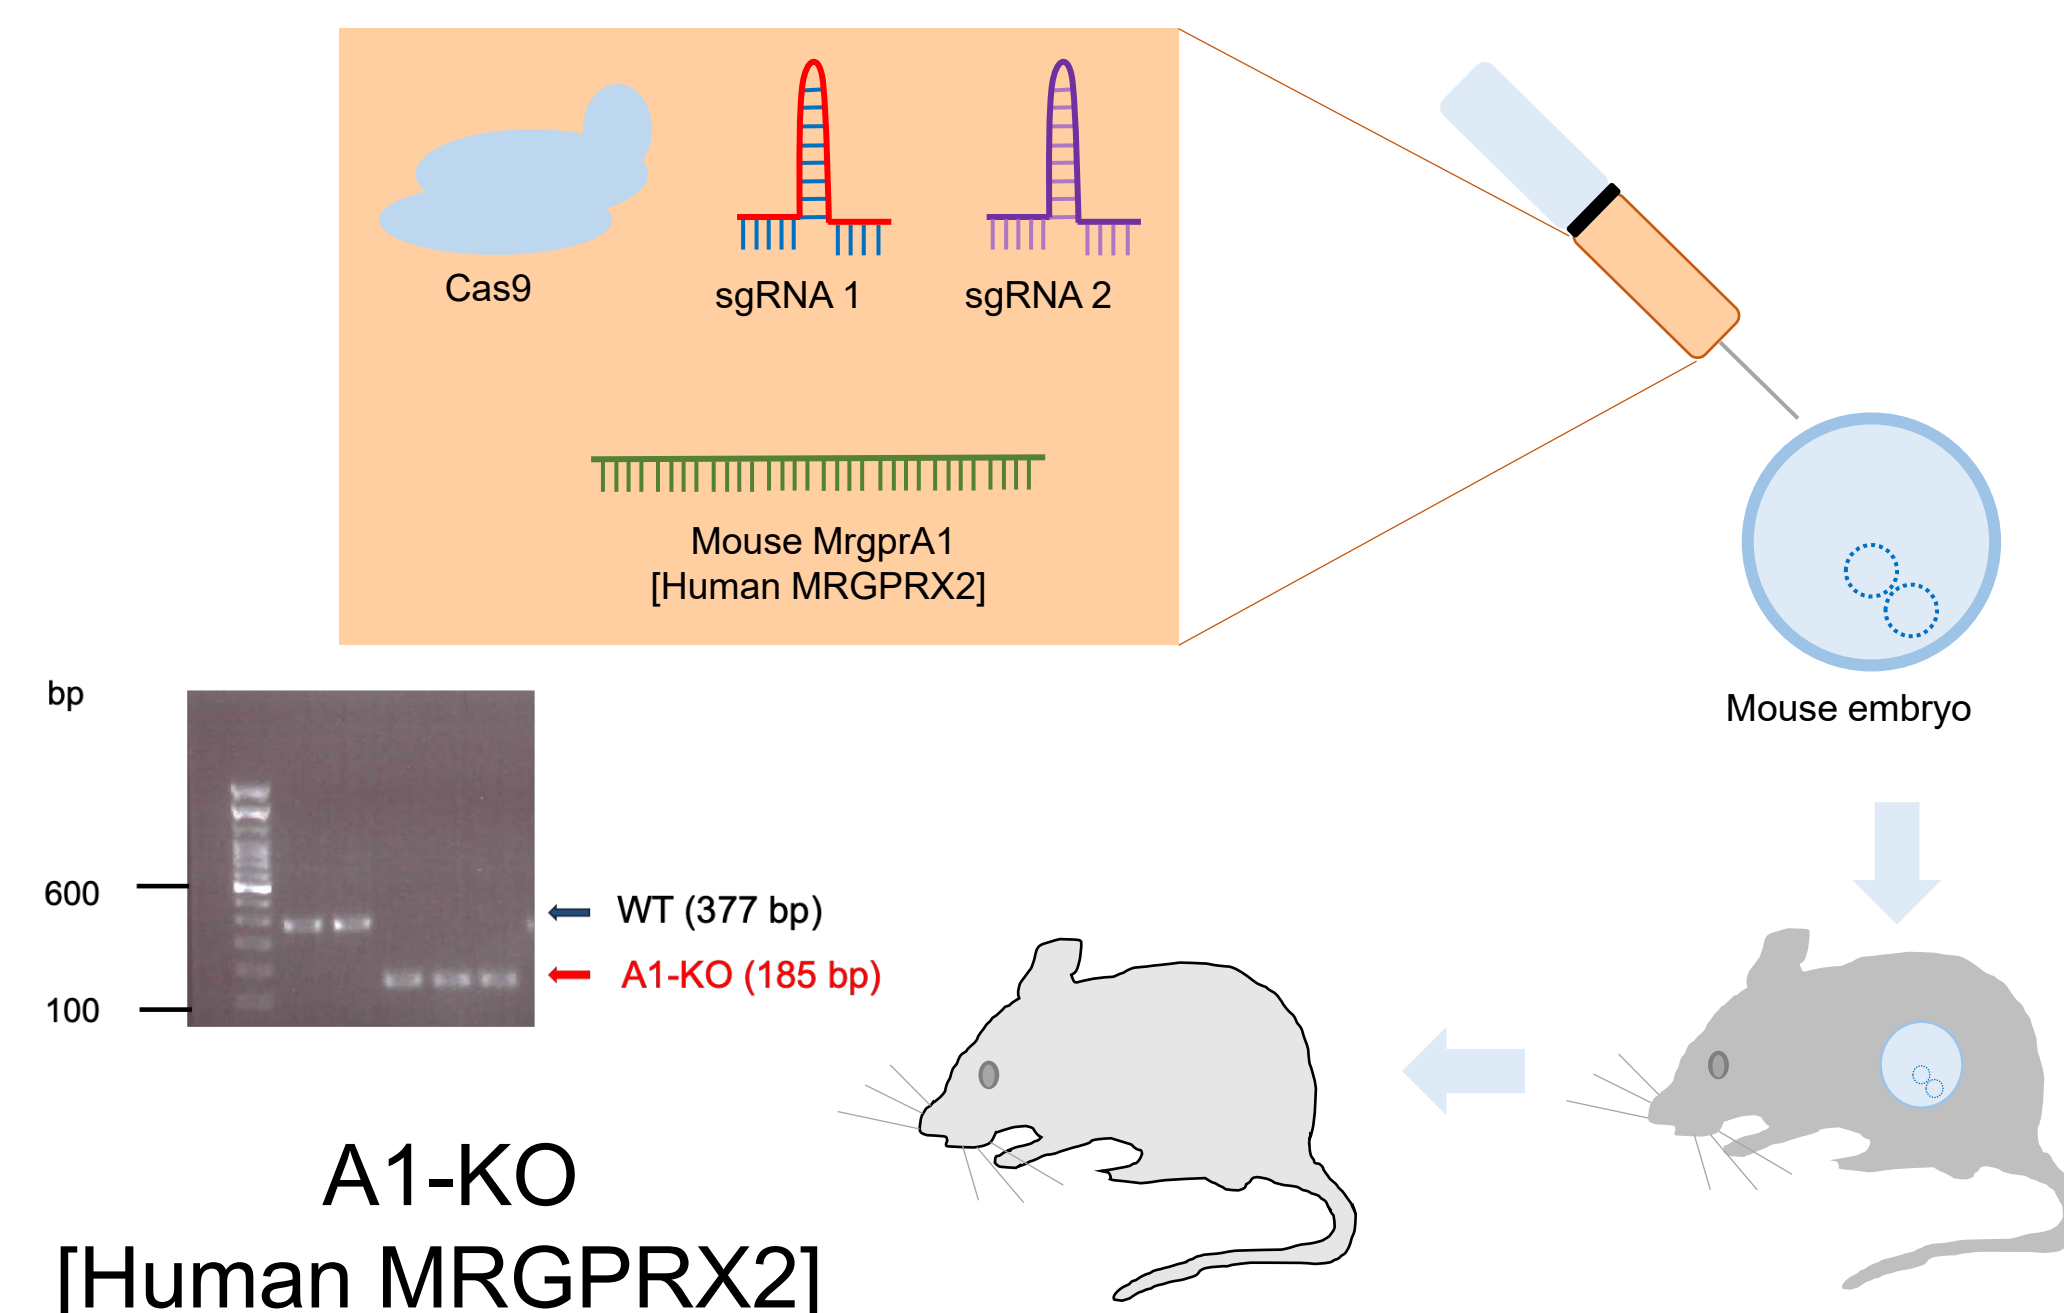 Cas9
sgRNA 1
sgRNA 2
Mouse MrgprA1
[Human MRGPRX2]
Mouse embryo
bp
600
100
WT (377 bp)
A1-KO (185 bp)
A1-KO
[Human MRGPRX2]